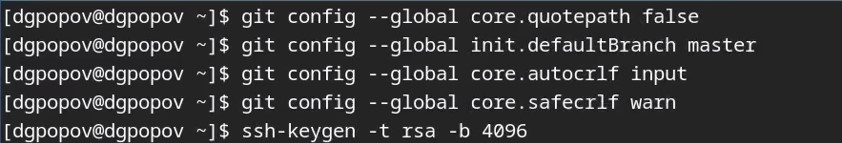 [dgpopov@dgpopov ~]$ git config --global core.quotepath false
[dgpopov@dgpopov ~]$ git config --global init.defaultBranch master
[dgpopov@dgpopov ~]$ git config --global core.autocrlf input
[dgpopov@dgpopov ~]$ git config --global core.safecrlf warn
[dgpopov@dgpopov ~]$ ssh-keygen -t rsa -b 4096